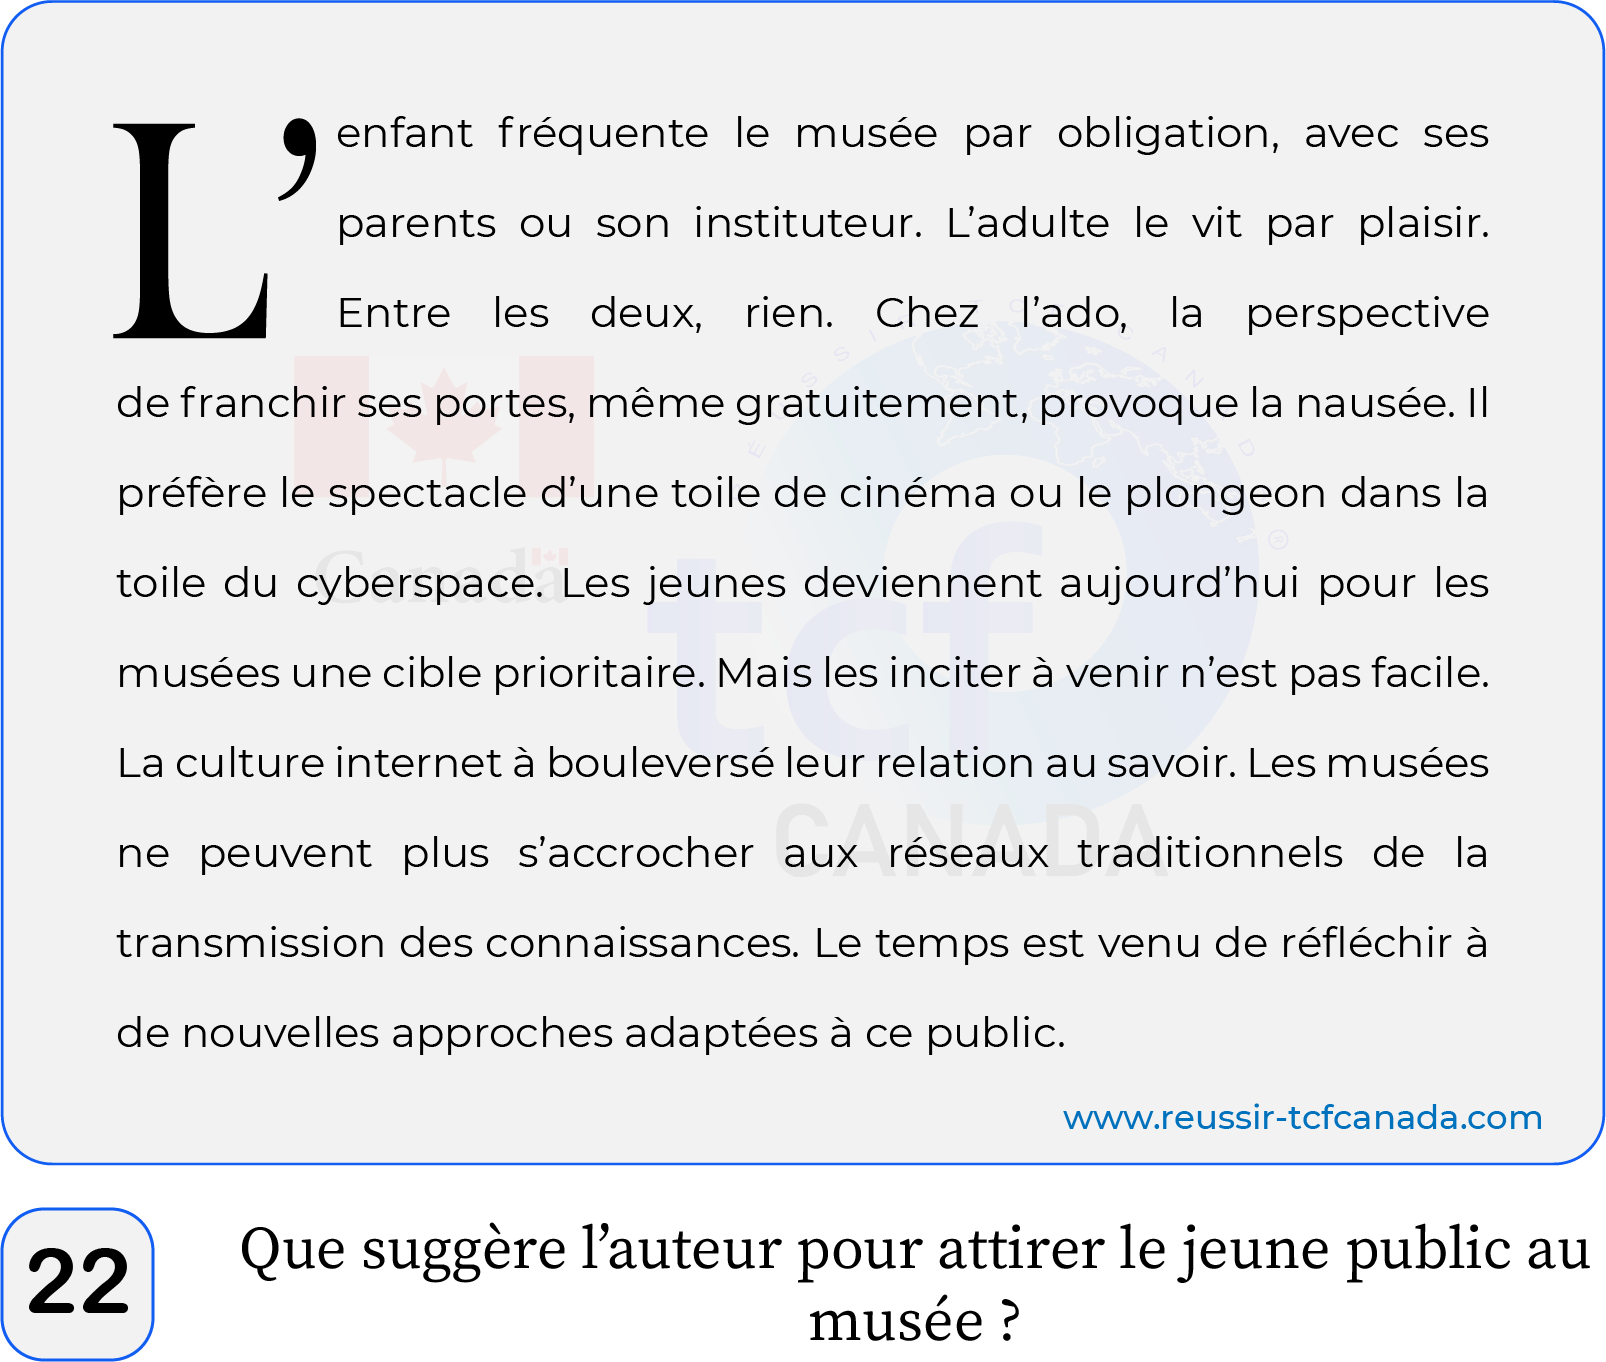 L'enfant fréquente le musée par obligation, avec ses
parents ou son instituteur. L'adulte le vit par plaisir.
Entre les deux, rien. Chez l'ado, la perspective
de franchir ses portes, même gratuitement, provoque la nausée. Il
préfère le spectacle d'une toile de cinéma ou le plongeon dans la
toile du cyberspace. Les jeunes deviennent aujourd'hui pour les
musées une cible prioritaire. Mais les inciter à venir n'est pas facile.
La culture internet à bouleversé leur relation au savoir. Les musées
ne peuvent plus s'accrocher aux réseaux traditionnels de la
transmission des connaissances. Le temps est venu de réfléchir à
de nouvelles approches adaptées à ce public.
Canada
tcf
CANADA
www.reussir-tcfcanada.com
22
Que suggère l'auteur pour attirer le jeune public au
musée ?